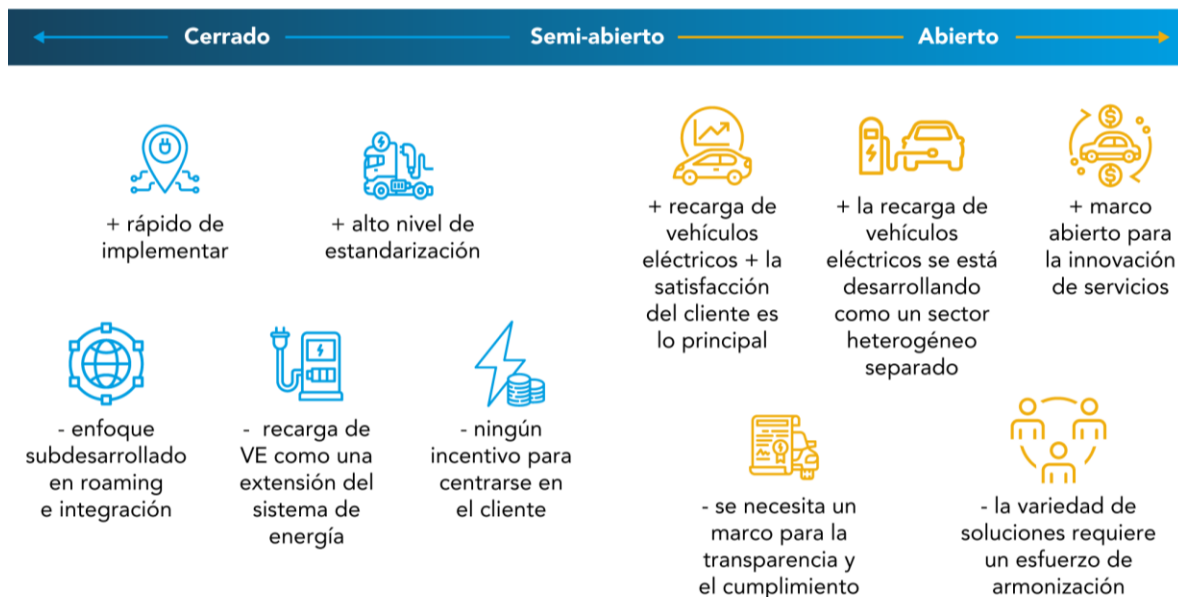 Cerrado
Semi-abierto
Abierto
+ rápido de
implementar
+ alto nivel de
estandarización
+ recarga de
vehículos
eléctricos + la
satisfacción
del cliente es
lo principal
+ la recarga de
vehículos
eléctricos se está
desarrollando
como un sector
heterogéneo
separado
+ marco
abierto para
la innovación
de servicios
- enfoque
subdesarrollado
en roaming
e integración
- recarga de
VE como una
extensión del
sistema de
energía
- ningún
incentivo para
centrarse en
el cliente
- se necesita un
marco para la
transparencia y
el cumplimiento
- la variedad de
soluciones requiere
un esfuerzo de
armonización